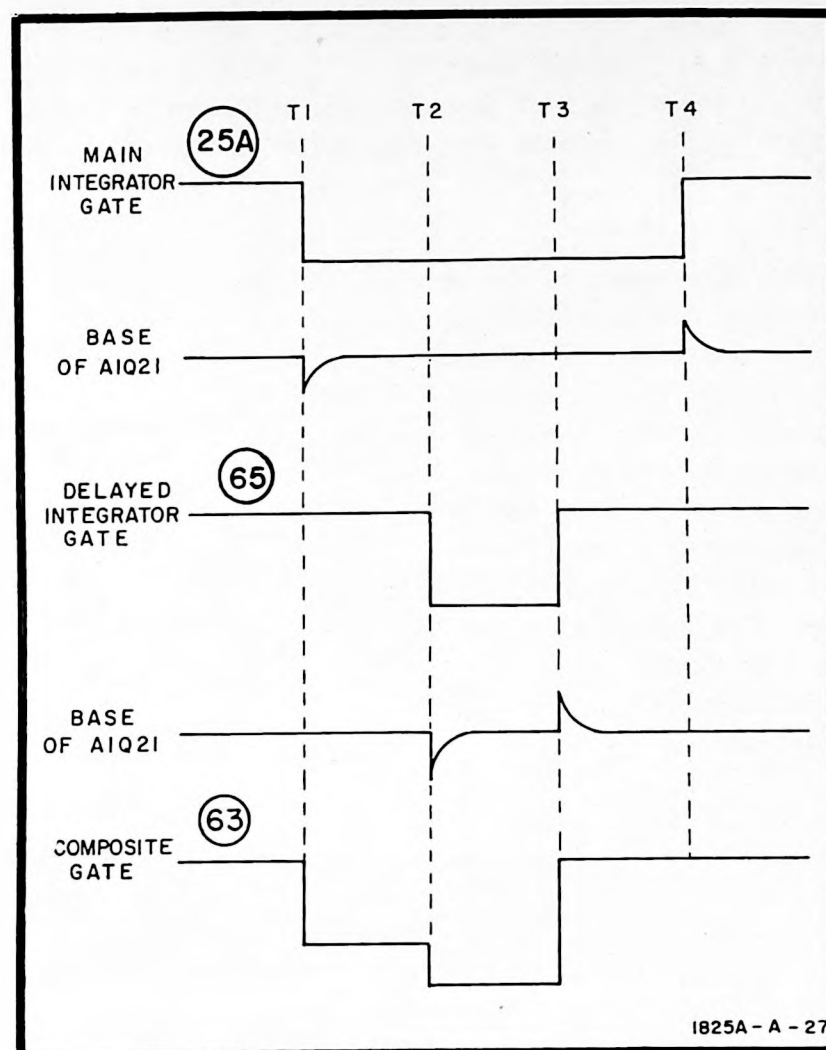 T1 T2 T3 T4
25A
MAIN
INTEGRATOR
GATE
BASE
OF A1Q21
65
DELAYED
INTEGRATOR
GATE
BASE
OF A1Q21
63
COMPOSITE
GATE
1825A-A-27